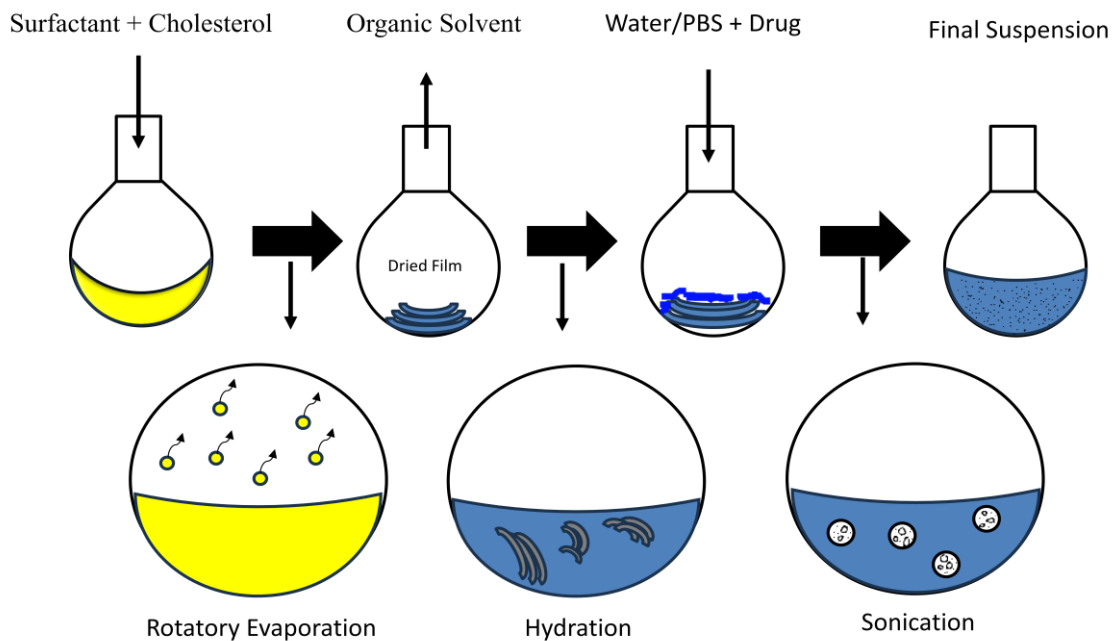 Surfactant + Cholesterol
Organic Solvent
Water/PBS + Drug
Final Suspension
Dried Film
Rotatory Evaporation
Hydration
Sonication